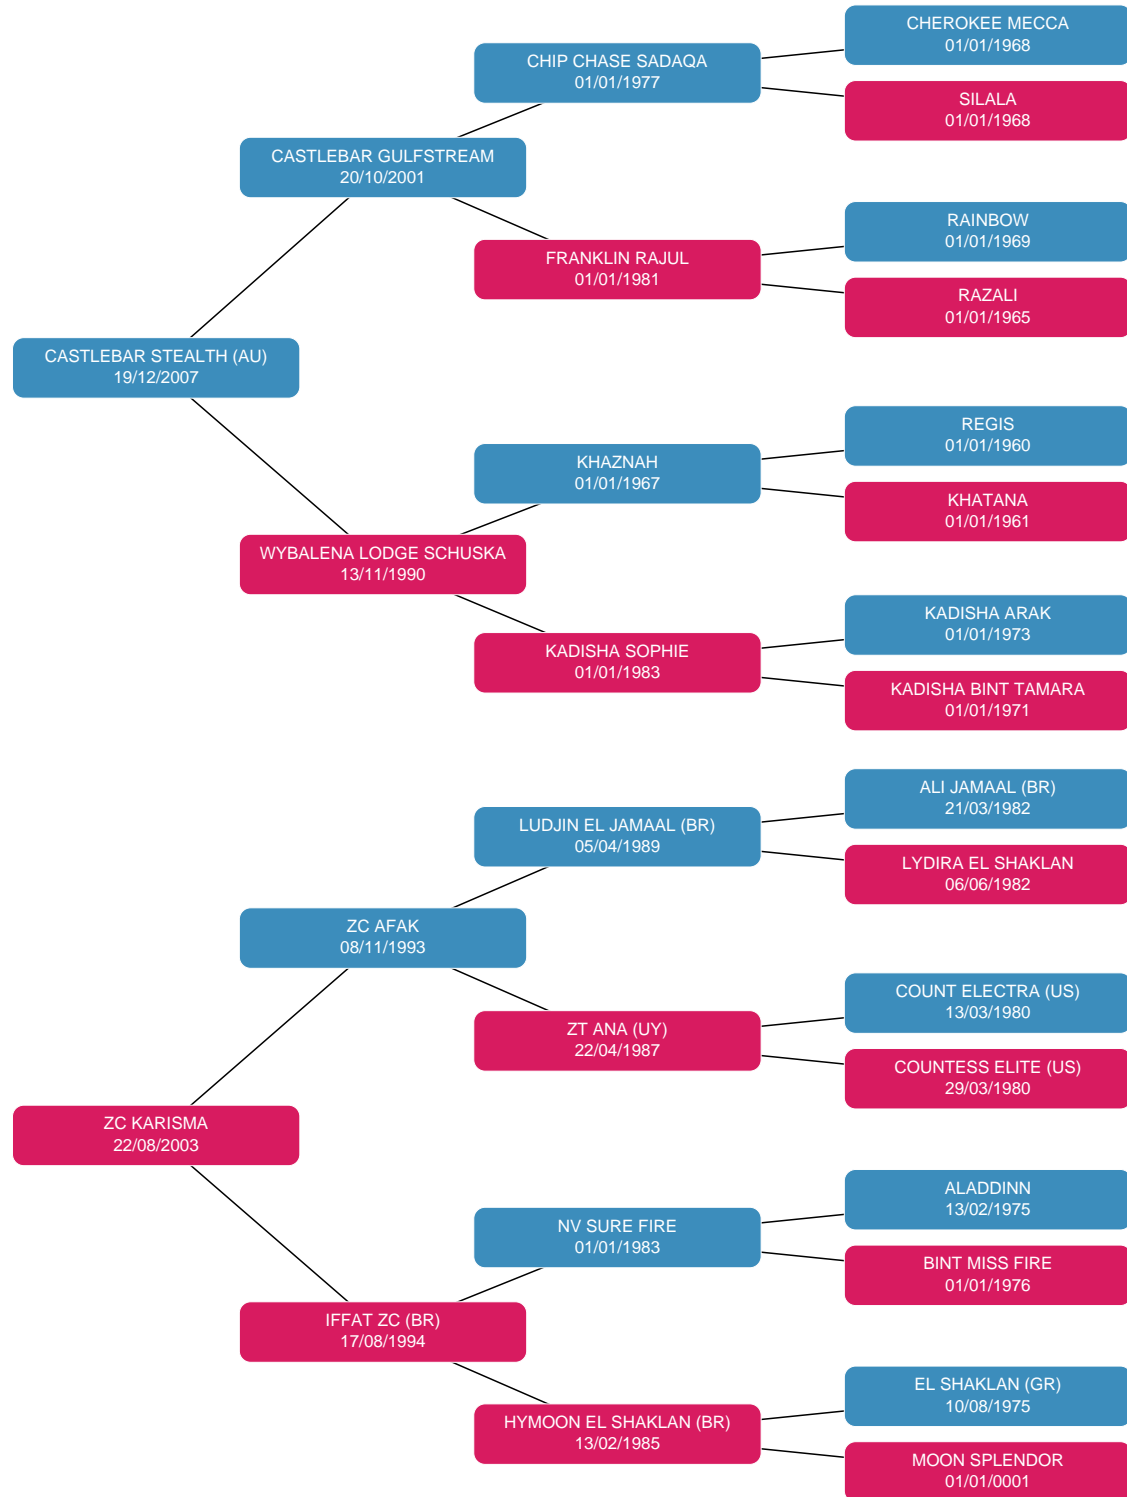 CHEROKEE MECCA
01/01/1968
CHIP CHASE SADAQA
01/01/1977
SILALA
01/01/1968
CASTLEBAR GULFSTREAM
20/10/2001
RAINBOW
01/01/1969
FRANKLIN RAJUL
01/01/1981
RAZALI
01/01/1965
CASTLEBAR STEALTH (AU)
19/12/2007
REGIS
01/01/1960
KHAZNAH
01/01/1967
KHATANA
01/01/1961
WYBALENA LODGE SCHUSKA
13/11/1990
KADISHA ARAK
01/01/1973
KADISHA SOPHIE
01/01/1983
KADISHA BINT TAMARA
01/01/1971
ALI JAMAAL (BR)
21/03/1982
LUDJIN EL JAMAAL (BR)
05/04/1989
LYDIRA EL SHAKLAN
06/06/1982
ZC AFAK
08/11/1993
COUNT ELECTRA (US)
13/03/1980
ZT ANA (UY)
22/04/1987
COUNTESS ELITE (US)
29/03/1980
ZC KARISMA
22/08/2003
ALADDINN
13/02/1975
NV SURE FIRE
01/01/1983
BINT MISS FIRE
01/01/1976
IFFAT ZC (BR)
17/08/1994
EL SHAKLAN (GR)
10/08/1975
HYMOON EL SHAKLAN (BR)
13/02/1985
MOON SPLENDOR
01/01/0001